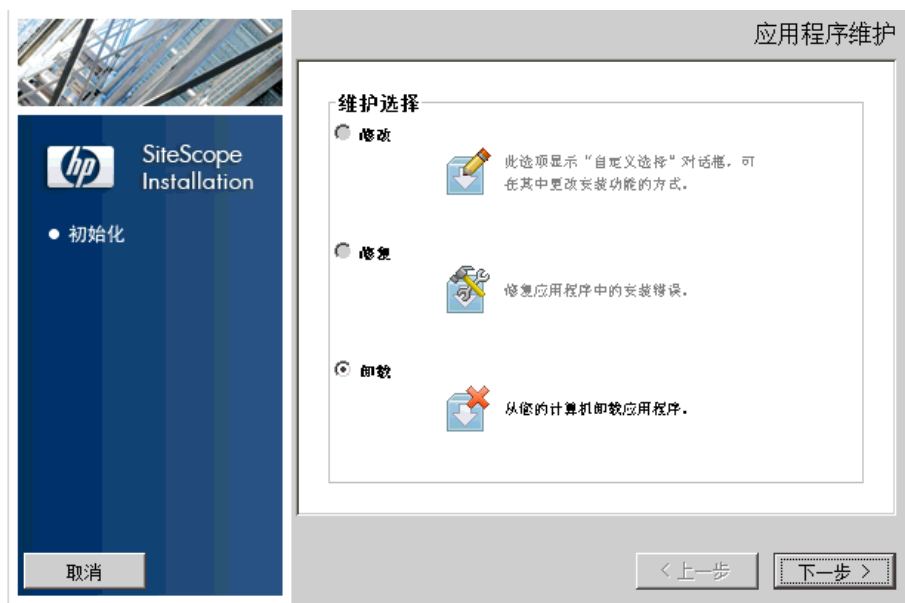 应用程序维护
hp
SiteScope
Installation
初始化
维护选择
修改
此选项显示“自定义选择”对话框，可
在其中更改安装功能的方式。
修复
修复应用程序中的安装错误。
卸载
从您的计算机卸载应用程序。
取消
<上一步
下一步 >